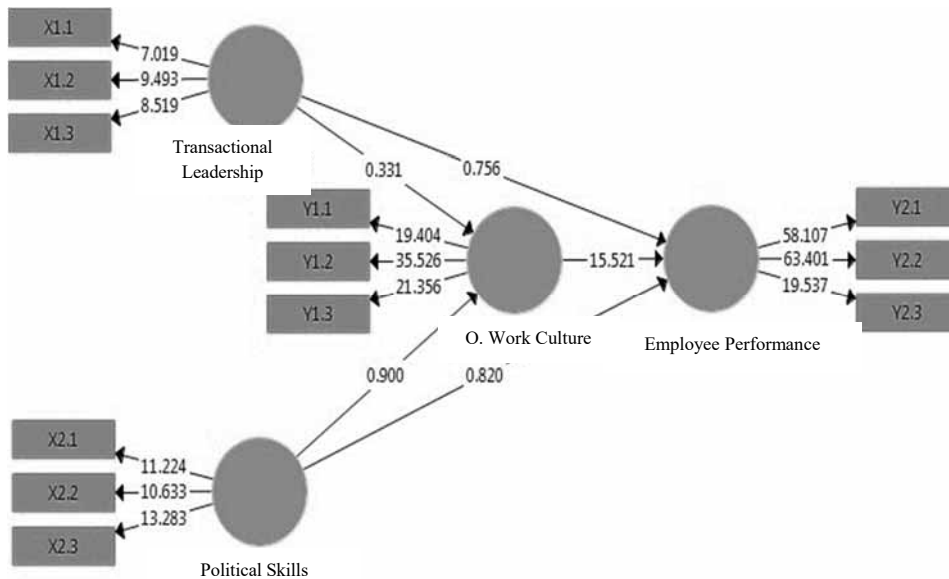 X1.1
7.019
X1.2
9.493
8.519
X1.3
Transactional
Leadership
0.331
0.756
Y1.1
19.404
Y1.2
35.526
21.356
Y1.3
15.521
Y2.1
58.107
63.401
Y2.2
19.537
Y2.3
O. Work Culture
Employee Performance
0.900
0.820
X2.1
11.224
X2.2
10.633
13.283
X2.3
Political Skills